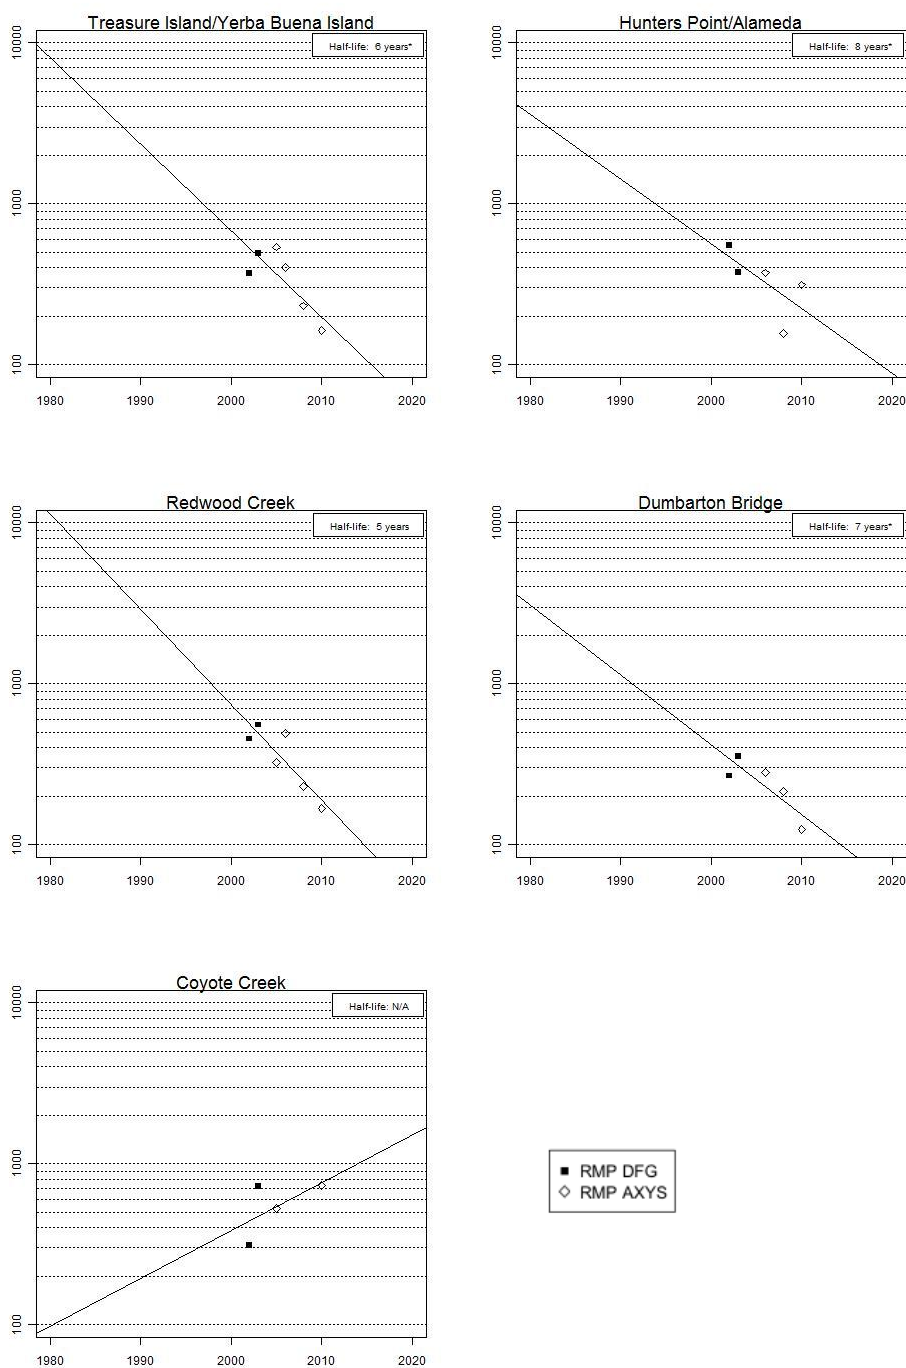 Treasure Island/Yerba Buena Island
Half-life: 6 years*
10000
1000
100
1980 1990 2000 2010 2020
Hunters Point/Alameda
Half-life: 8 years*
10000
1000
100
1980 1990 2000 2010 2020
Redwood Creek
Half-life: 5 years
10000
1000
100
1980 1990 2000 2010 2020
Dumbarton Bridge
Half-life: 7 years*
10000
1000
100
1980 1990 2000 2010 2020
Coyote Creek
Half-life: N/A
10000
1000
100
1980 1990 2000 2010 2020
RMP DFG
RMP AXYS